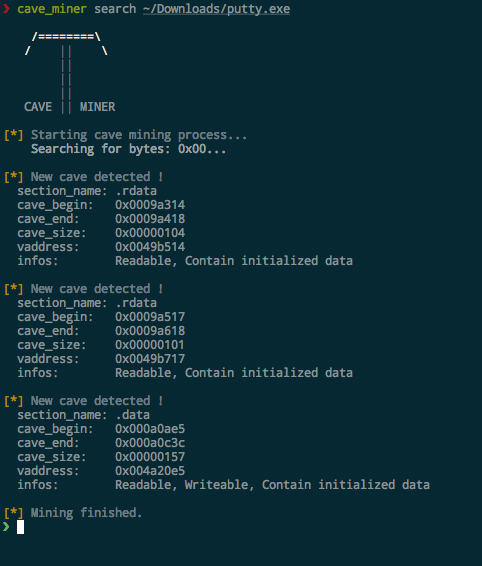 ❯ cave_miner search ~/Downloads/putty.exe
/========\
/ || \
||
||
||
CAVE || MINER
[*] Starting cave mining process...
Searching for bytes: 0x00...
[*] New cave detected !
section_name: .rdata
cave_begin: 0x0009a314
cave_end: 0x0009a418
cave_size: 0x00000104
vaddress: 0x0049b514
infos: Readable, Contain initialized data
[*] New cave detected !
section_name: .rdata
cave_begin: 0x0009a517
cave_end: 0x0009a618
cave_size: 0x00000101
vaddress: 0x0049b717
infos: Readable, Contain initialized data
[*] New cave detected !
section_name: .data
cave_begin: 0x000a0ae5
cave_end: 0x000a0c3c
cave_size: 0x00000157
vaddress: 0x004a20e5
infos: Readable, Writeable, Contain initialized data
[*] Mining finished.
❯